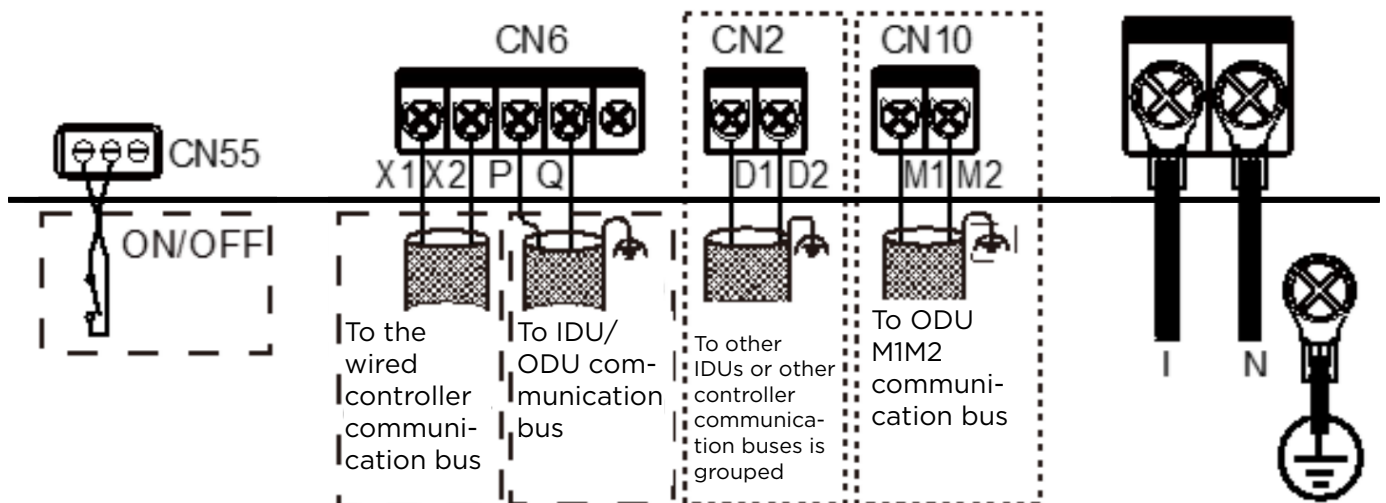 CN6
CN2
CN10
CN55
X1 X2 P Q
D1 D2
M1 M2
ON/OFF
To the
wired
controller
communi-
cation bus
To IDU/
ODU com-
munication
bus
To other
IDUs or other
controller
communica-
tion buses is
grouped
To ODU
M1M2
communi-
cation bus
l
N